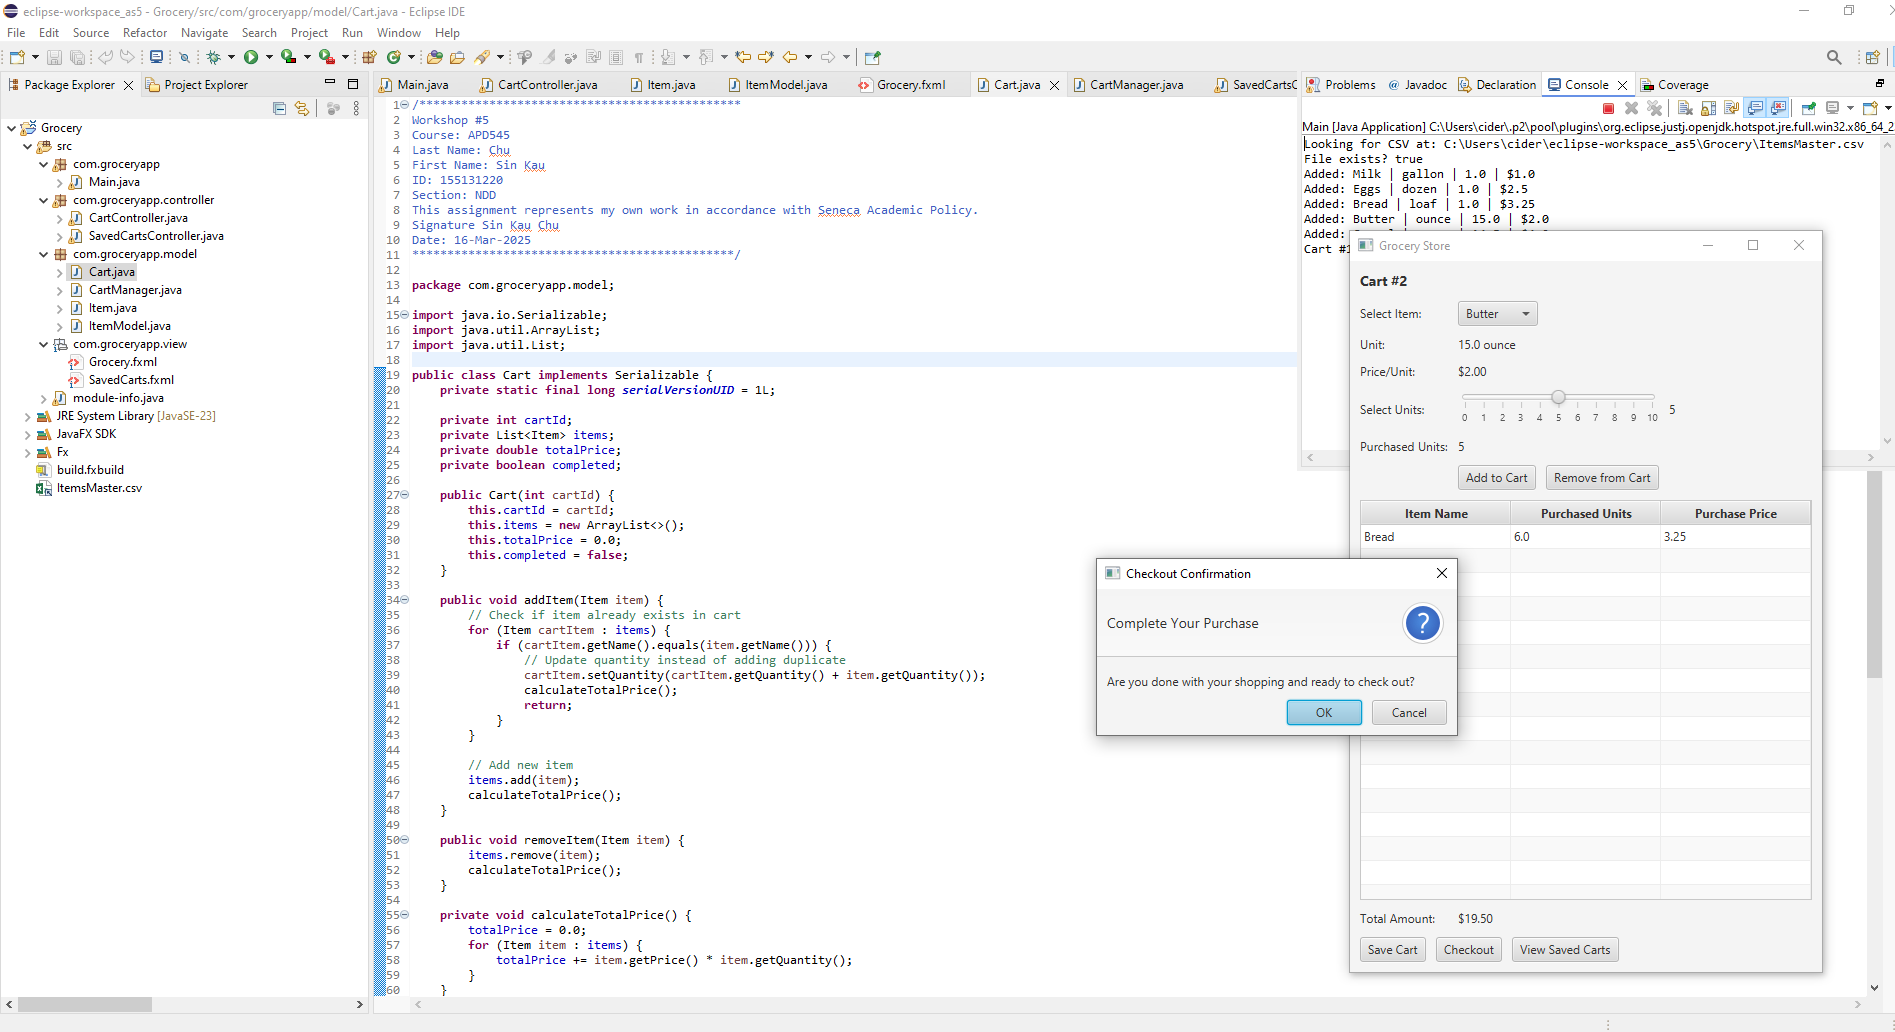 eclipse-workspace_as5 - Grocery/src/com/groceryapp/model/Cart.java - Eclipse IDE
File Edit Source Refactor Navigate Search Project Run Window Help
Package Explorer Project Explorer
Grocery
src
com.groceryapp
Main.java
com.groceryapp.controller
CartController.java
SavedCartsController.java
com.groceryapp.model
Cart.java
CartManager.java
Item.java
ItemModel.java
com.groceryapp.view
Grocery.fxml
SavedCarts.fxml
module-info.java
JRE System Library [JavaSE-23]
JavaFX SDK
Fx
build.fxbuild
ItemsMaster.csv
Main.java CartController.java Item.java ItemModel.java Grocery.fxml Cart.java CartManager.java SavedCartsC
1 /**********************************************
2 Workshop #5
3 Course: APD545
4 Last Name: Chu
5 First Name: Sin Kau
6 ID: 155131220
7 Section: NDD
8 This assignment represents my own work in accordance with Seneca Academic Policy.
9 Signature Sin Kau Chu
10 Date: 16-Mar-2025
11 **********************************************/
12
13 package com.groceryapp.model;
14
15 import java.io.Serializable;
16 import java.util.ArrayList;
17 import java.util.List;
18
19 public class Cart implements Serializable {
20 private static final long serialVersionUID = 1L;
21
22 private int cartId;
23 private List<Item> items;
24 private double totalPrice;
25 private boolean completed;
26
27 public Cart(int cartId) {
28 this.cartId = cartId;
29 this.items = new ArrayList<>();
30 this.totalPrice = 0.0;
31 this.completed = false;
32 }
33
34 public void addItem(Item item) {
35 // Check if item already exists in cart
36 for (Item cartItem : items) {
37 if (cartItem.getName().equals(item.getName())) {
38 // Update quantity instead of adding duplicate
39 cartItem.setQuantity(cartItem.getQuantity() + item.getQuantity());
40 calculateTotalPrice();
41 return;
42 }
43 }
44
45 // Add new item
46 items.add(item);
47 calculateTotalPrice();
48 }
49
50 public void removeItem(Item item) {
51 items.remove(item);
52 calculateTotalPrice();
53 }
54
55 private void calculateTotalPrice() {
56 totalPrice = 0.0;
57 for (Item item : items) {
58 totalPrice += item.getPrice() * item.getQuantity();
59 }
60 }
Problems Javadoc Declaration Console Coverage
Main [Java Application] C:\Users\cider\.p2\pool\plugins\org.eclipse.justj.openjdk.hotspot.jre.full.win32.x86_64_2
Looking for CSV at: C:\Users\cider\eclipse-workspace_as5\Grocery\ItemsMaster.csv
File exists? true
Added: Milk | gallon | 1.0 | $1.0
Added: Eggs | dozen | 1.0 | $2.5
Added: Bread | loaf | 1.0 | $3.25
Added: Butter | ounce | 15.0 | $2.0
Added:
Cart #1
Grocery Store
Cart #2
Select Item: Butter
Unit: 15.0 ounce
Price/Unit: $2.00
Select Units: 5
0 1 2 3 4 5 6 7 8 9 10
Purchased Units: 5
Add to Cart Remove from Cart
Item Name Purchased Units Purchase Price
Bread 6.0 3.25
Total Amount: $19.50
Save Cart Checkout View Saved Carts
Checkout Confirmation
Complete Your Purchase
?
Are you done with your shopping and ready to check out?
OK Cancel